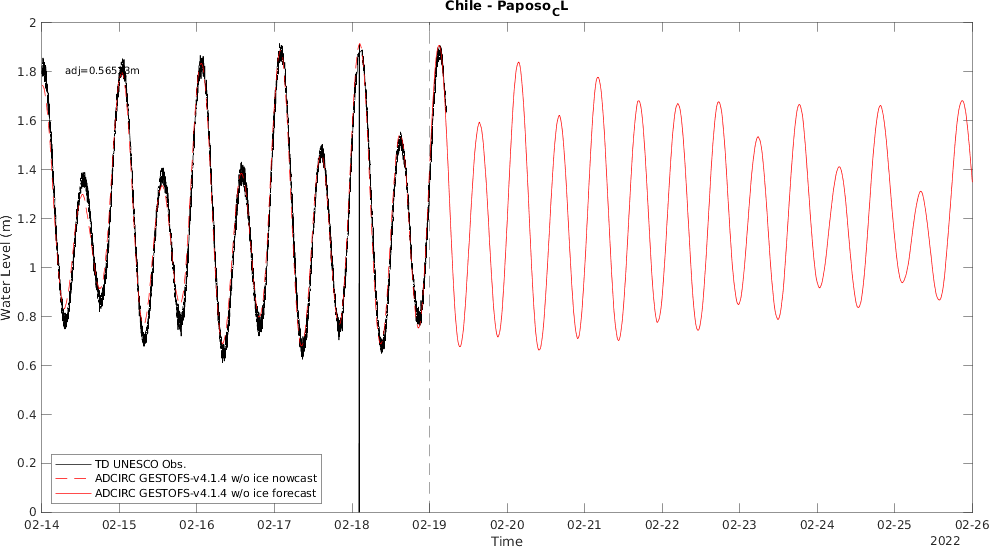 Chile - Paposo_CL
adj=0.56513m
Water Level (m)
2
1.8
1.6
1.4
1.2
1
0.8
0.6
0.4
0.2
0
TD UNESCO Obs.
ADCIRC GESTOFS-v4.1.4 w/o ice nowcast
ADCIRC GESTOFS-v4.1.4 w/o ice forecast
02-14 02-15 02-16 02-17 02-18 02-19 02-20 02-21 02-22 02-23 02-24 02-25 02-26
Time
2022